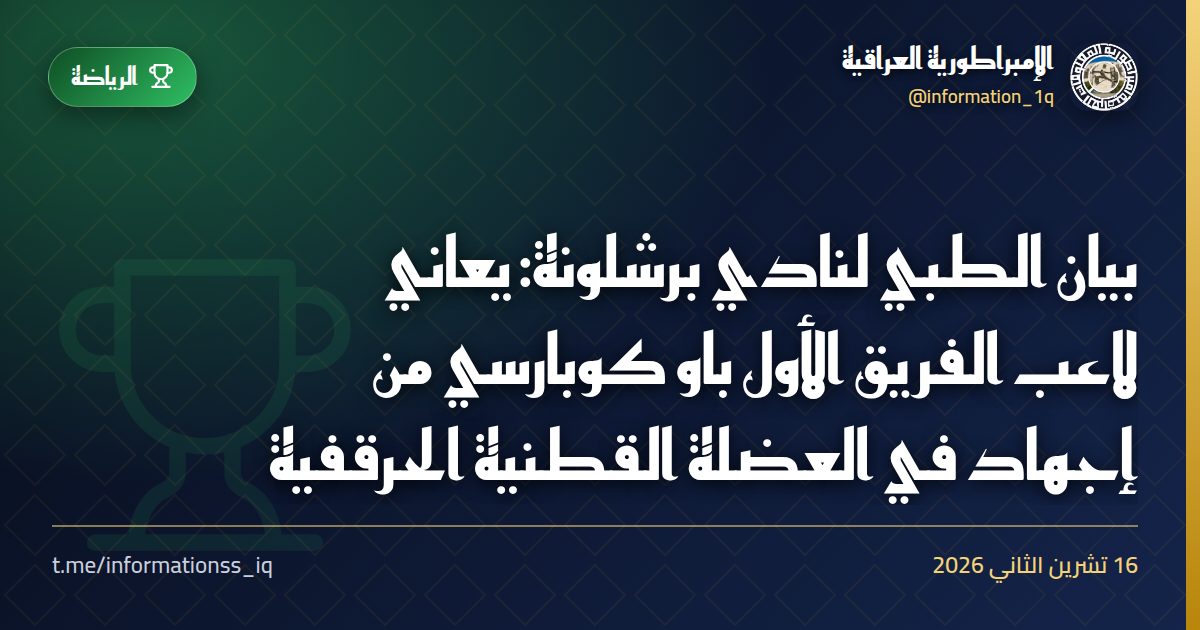 الإمبراطورية العراقية
@information_1q
الرياضة
بيان الطبي لنادي برشلونة: يعاني
لاعب الفريق الأول باو كوبارسي من
إجهاد في العضلة القطنية الحرقفية
16 تشرين الثاني 2026
t.me/informationss_iq